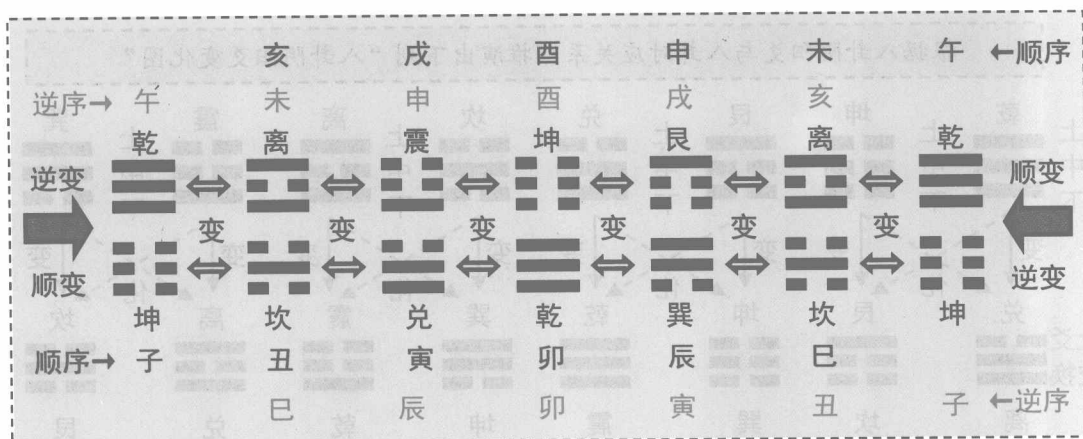 亥 戌 酉 申 未 午 ←顺序
逆序→ 午 未 申 酉 戌 亥
乾 离 震 坤 艮 离 乾
逆变 顺变
变 变 变 变 变
顺变 逆变
坤 坎 兑 乾 巽 坎 坤
顺序→ 子 丑 寅 卯 辰 巳
巳 辰 卯 寅 丑 子 ←逆序